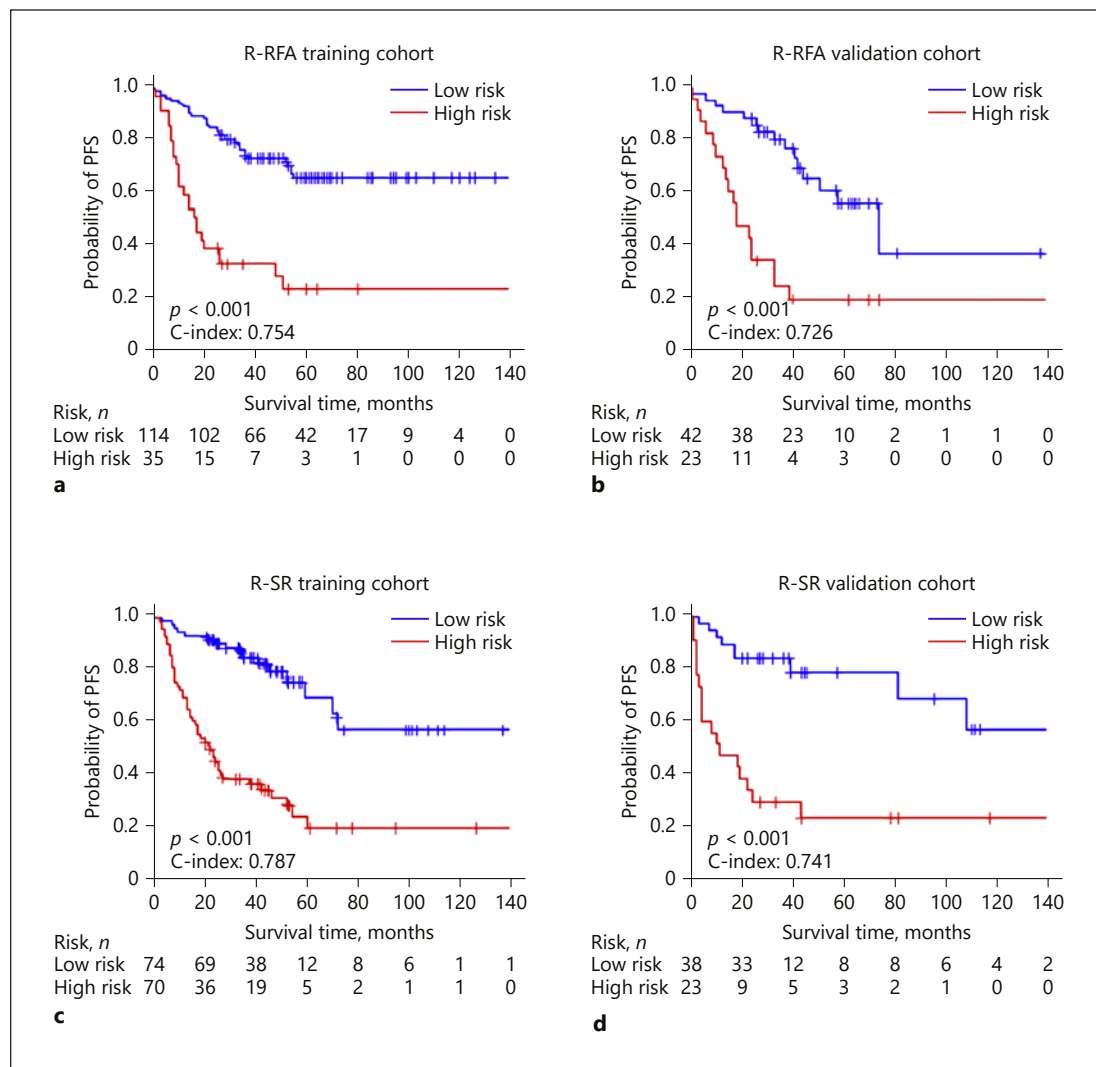 R-RFA training cohort
1.0
0.8
0.6
0.4
0.2
0
Probability of PFS
Low risk
High risk
p < 0.001
C-index: 0.754
0 20 40 60 80 100 120 140
Survival time, months
Risk, n
Low risk 114 102 66 42 17 9 4 0
High risk 35 15 7 3 1 0 0 0
a
R-RFA validation cohort
1.0
0.8
0.6
0.4
0.2
0
Probability of PFS
Low risk
High risk
p < 0.001
C-index: 0.726
0 20 40 60 80 100 120 140
Survival time, months
Risk, n
Low risk 42 38 23 10 2 1 1 0
High risk 23 11 4 3 0 0 0 0
b
R-SR training cohort
1.0
0.8
0.6
0.4
0.2
0
Probability of PFS
Low risk
High risk
p < 0.001
C-index: 0.787
0 20 40 60 80 100 120 140
Survival time, months
Risk, n
Low risk 74 69 38 12 8 6 1 1
High risk 70 36 19 5 2 1 1 0
c
R-SR validation cohort
1.0
0.8
0.6
0.4
0.2
0
Probability of PFS
Low risk
High risk
p < 0.001
C-index: 0.741
0 20 40 60 80 100 120 140
Survival time, months
Risk, n
Low risk 38 33 12 8 8 6 4 2
High risk 23 9 5 3 2 1 0 0
d